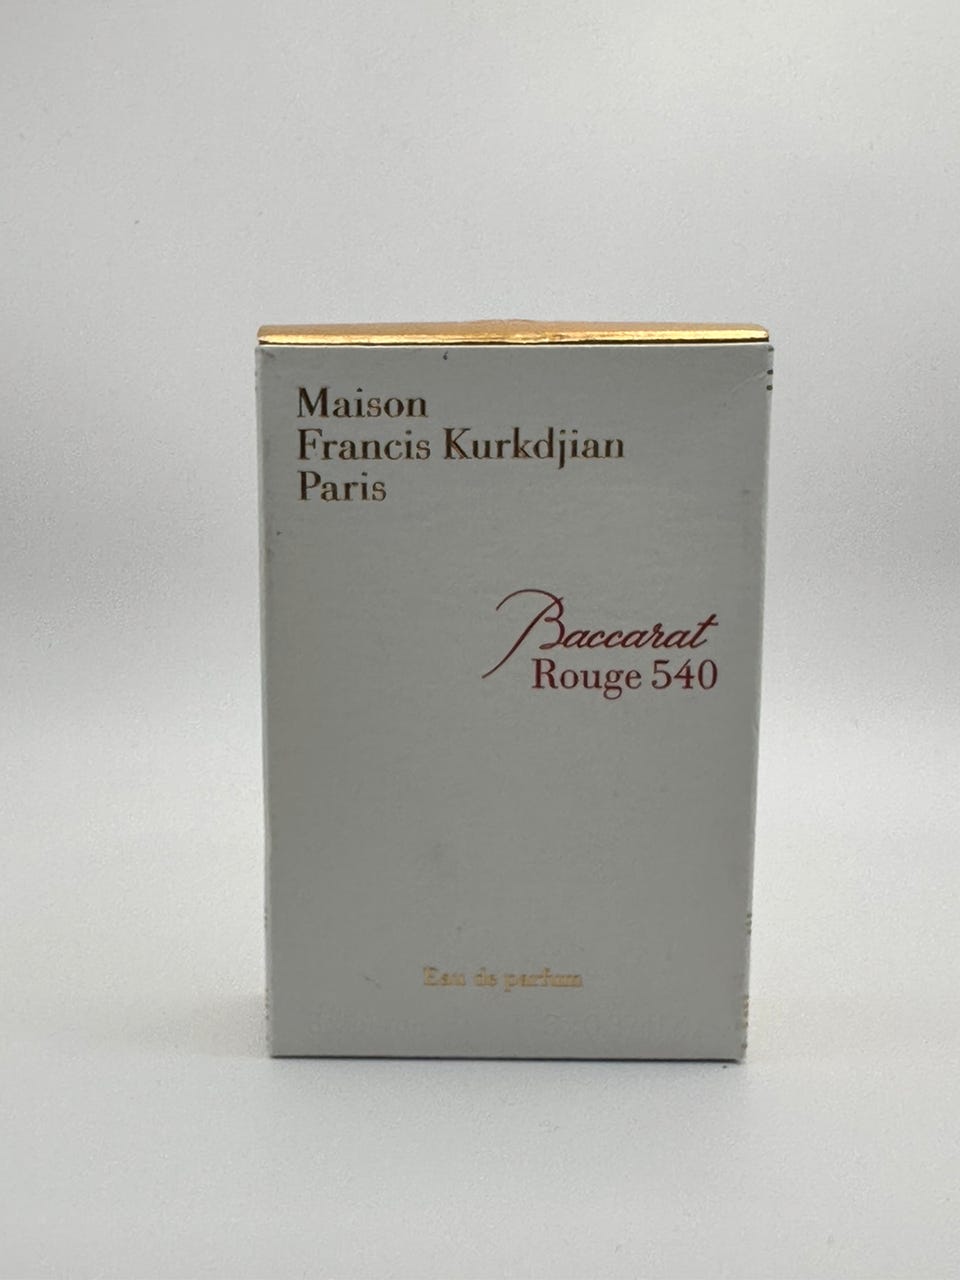 Maison
Francis Kurkdjian
Paris
Baccarat
Rouge 540
Eau de parfum